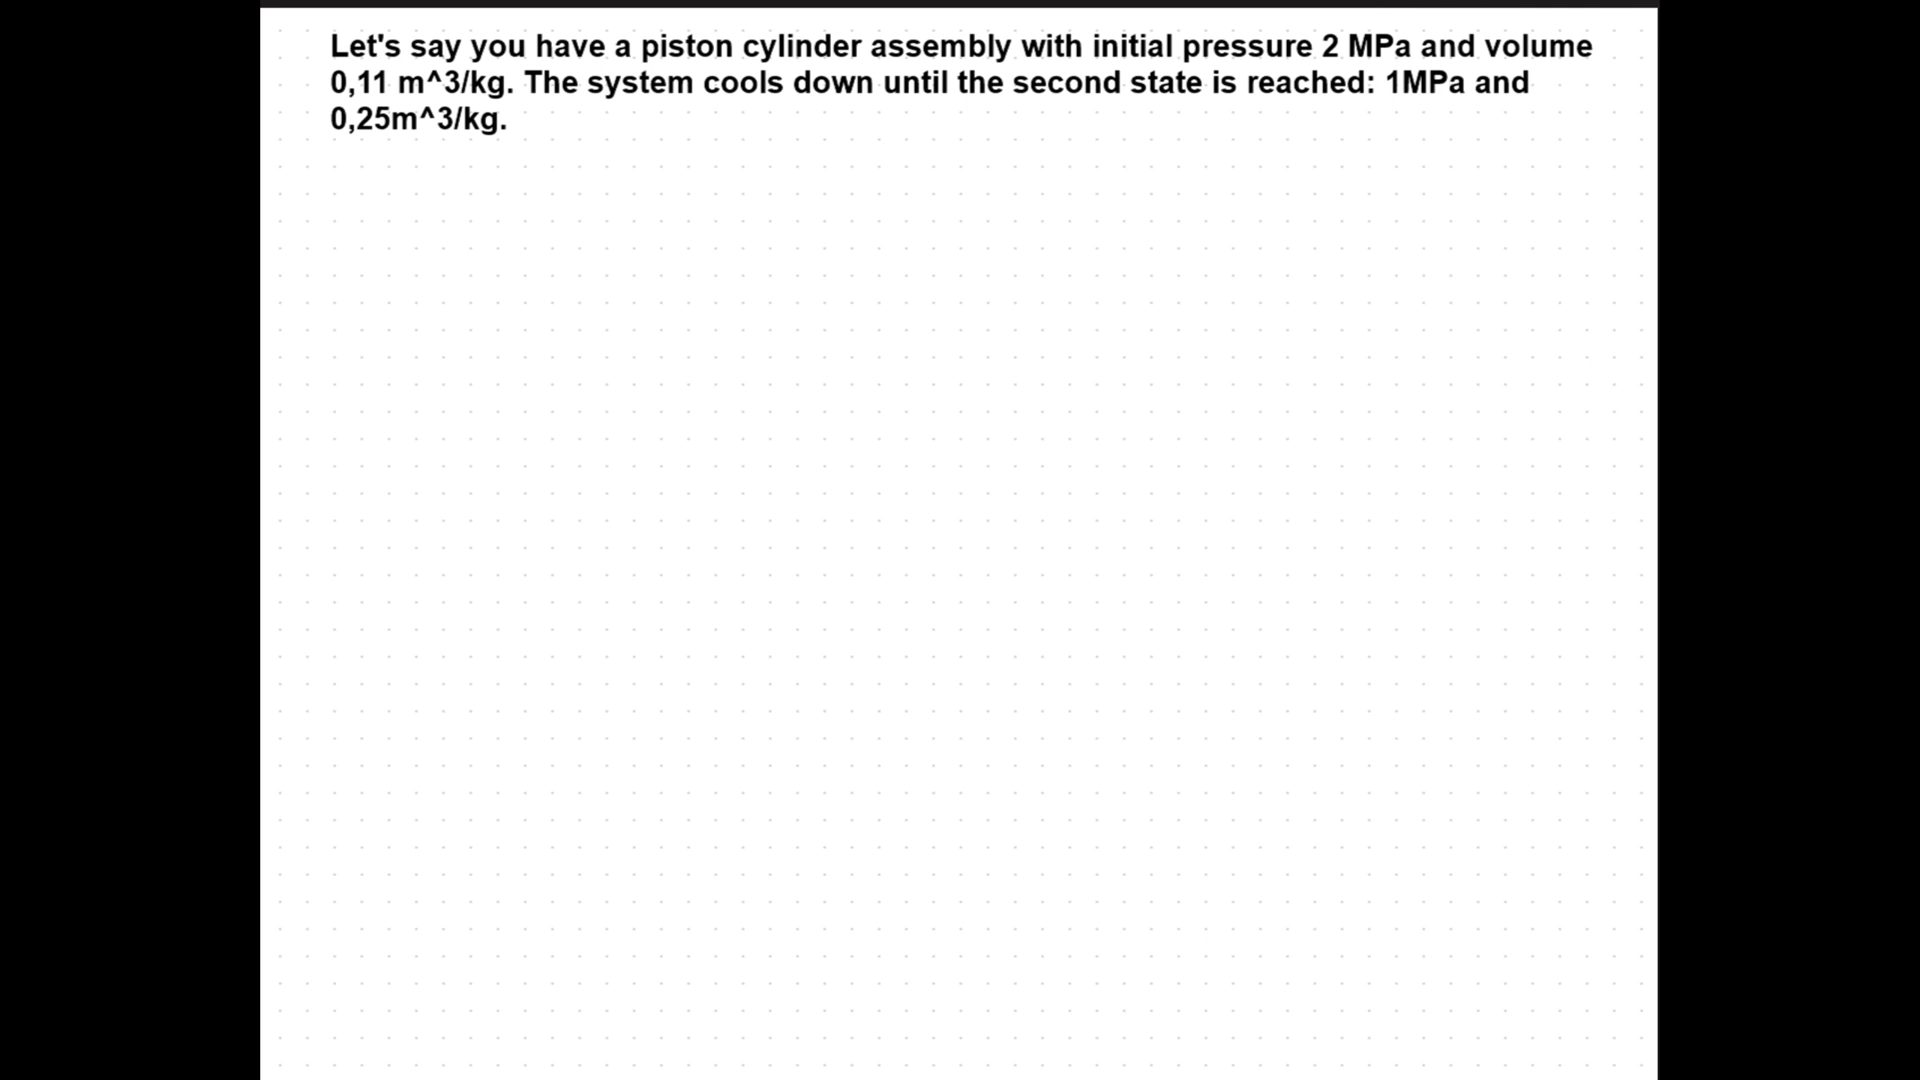 Let's say you have a piston cylinder assembly with initial pressure 2 MPa and volume
0,11 m^3/kg. The system cools down until the second state is reached: 1MPa and
0,25m^3/kg.